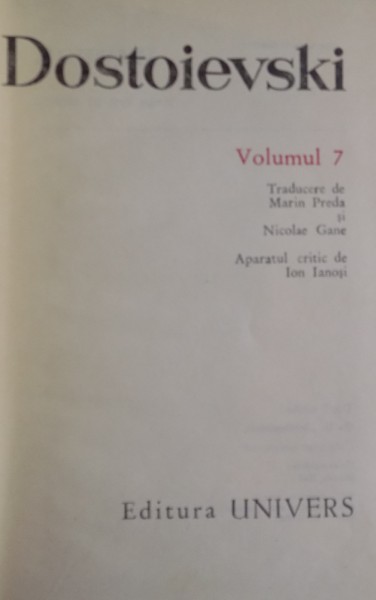 Dostoievski
Volumul 7
Traducere de
Marin Preda
și
Nicolae Gane
Aparatul critic de
Ion Ianoși
Editura UNIVERS